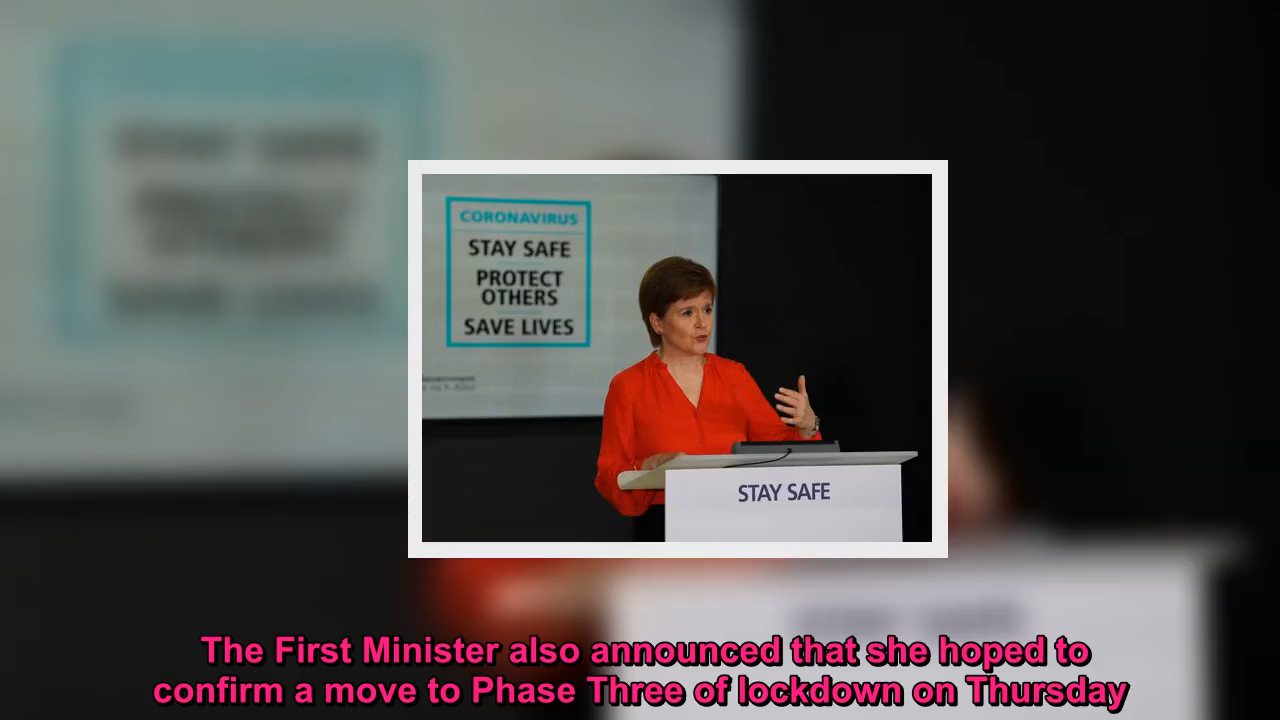 CORONAVIRUS
STAY SAFE
PROTECT
OTHERS
SAVE LIVES
STAY SAFE
The First Minister also announced that she hoped to
confirm a move to Phase Three of lockdown on Thursday